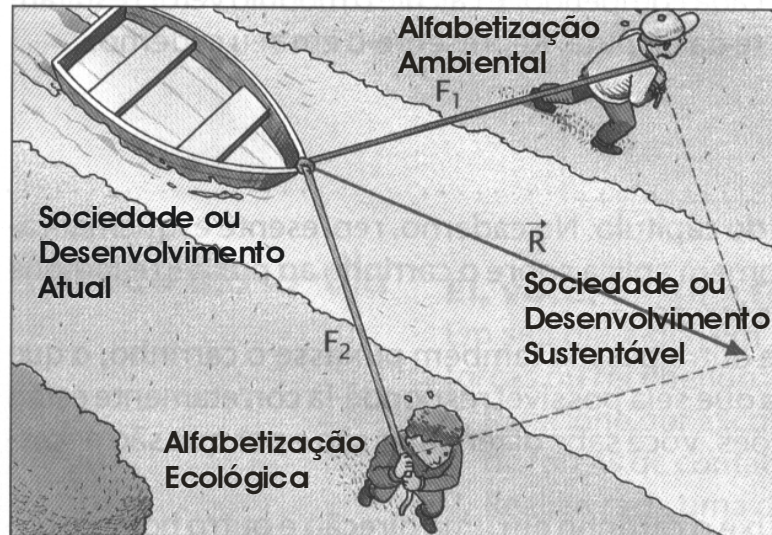 Alfabetização
Ambiental
F₁
Sociedade ou
Desenvolvimento
Atual
R
Sociedade ou
Desenvolvimento
Sustentável
F₂
Alfabetização
Ecológica